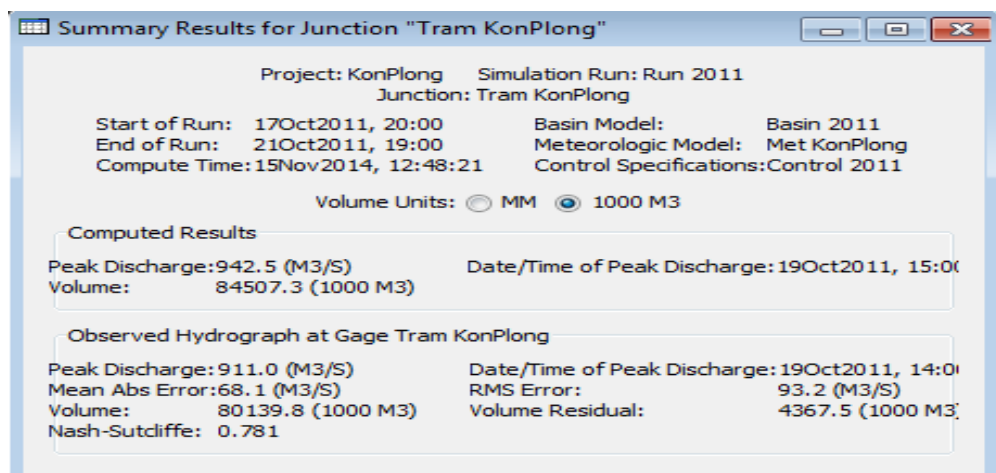 Summary Results for Junction "Tram KonPlong"
Project: KonPlong Simulation Run: Run 2011
Junction: Tram KonPlong
Start of Run: 17Oct2011, 20:00 Basin Model: Basin 2011
End of Run: 21Oct2011, 19:00 Meteorologic Model: Met KonPlong
Compute Time:15Nov2014, 12:48:21 Control Specifications:Control 2011
Volume Units: MM 1000 M3
Computed Results
Peak Discharge:942.5 (M3/S) Date/Time of Peak Discharge:19Oct2011, 15:00
Volume: 84507.3 (1000 M3)
Observed Hydrograph at Gage Tram KonPlong
Peak Discharge:911.0 (M3/S) Date/Time of Peak Discharge:19Oct2011, 14:00
Mean Abs Error:68.1 (M3/S) RMS Error: 93.2 (M3/S)
Volume: 80139.8 (1000 M3) Volume Residual: 4367.5 (1000 M3)
Nash-Sutcliffe: 0.781